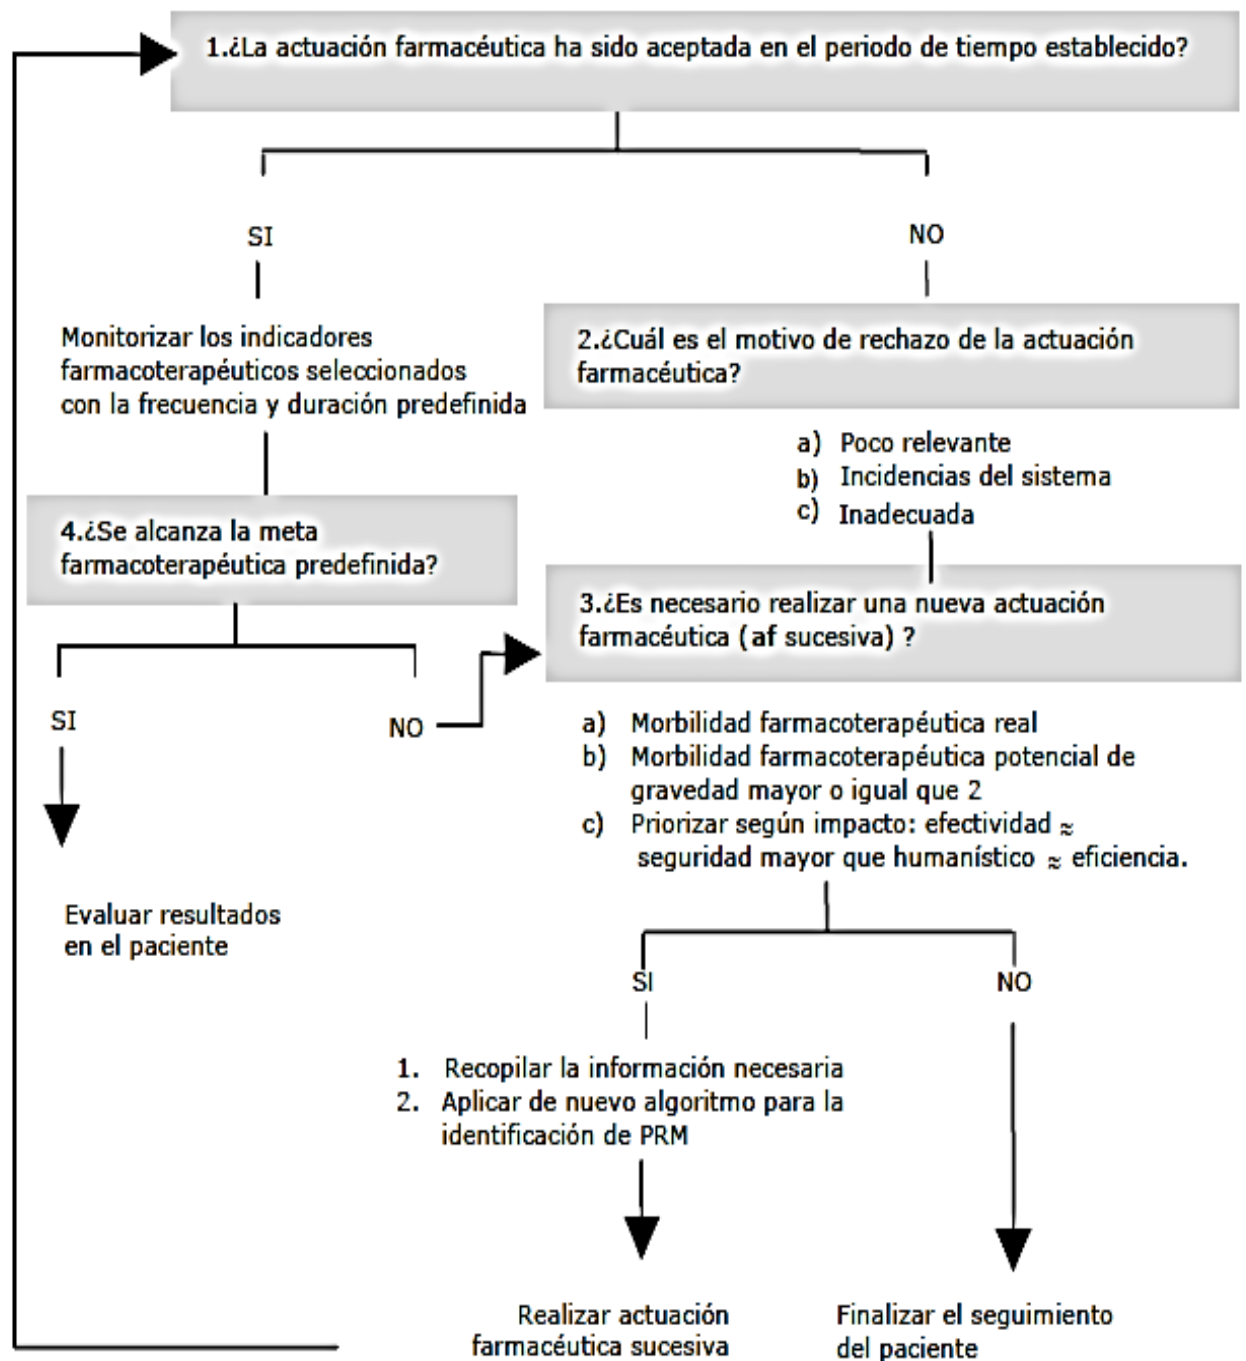 1.¿La actuación farmacéutica ha sido aceptada en el periodo de tiempo establecido?
SI
NO
Monitorizar los indicadores
farmacoterapéuticos seleccionados
con la frecuencia y duración predefinida
2.¿Cuál es el motivo de rechazo de la actuación
farmacéutica?
a) Poco relevante
b) Incidencias del sistema
c) Inadecuada
4.¿Se alcanza la meta
farmacoterapéutica predefinida?
3.¿Es necesario realizar una nueva actuación
farmacéutica (af sucesiva) ?
SI
NO
a) Morbilidad farmacoterapéutica real
b) Morbilidad farmacoterapéutica potencial de
gravedad mayor o igual que 2
c) Priorizar según impacto: efectividad ≈
seguridad mayor que humanístico ≈ eficiencia.
Evaluar resultados
en el paciente
SI
NO
1. Recopilar la información necesaria
2. Aplicar de nuevo algoritmo para la
identificación de PRM
Realizar actuación
farmacéutica sucesiva
Finalizar el seguimiento
del paciente